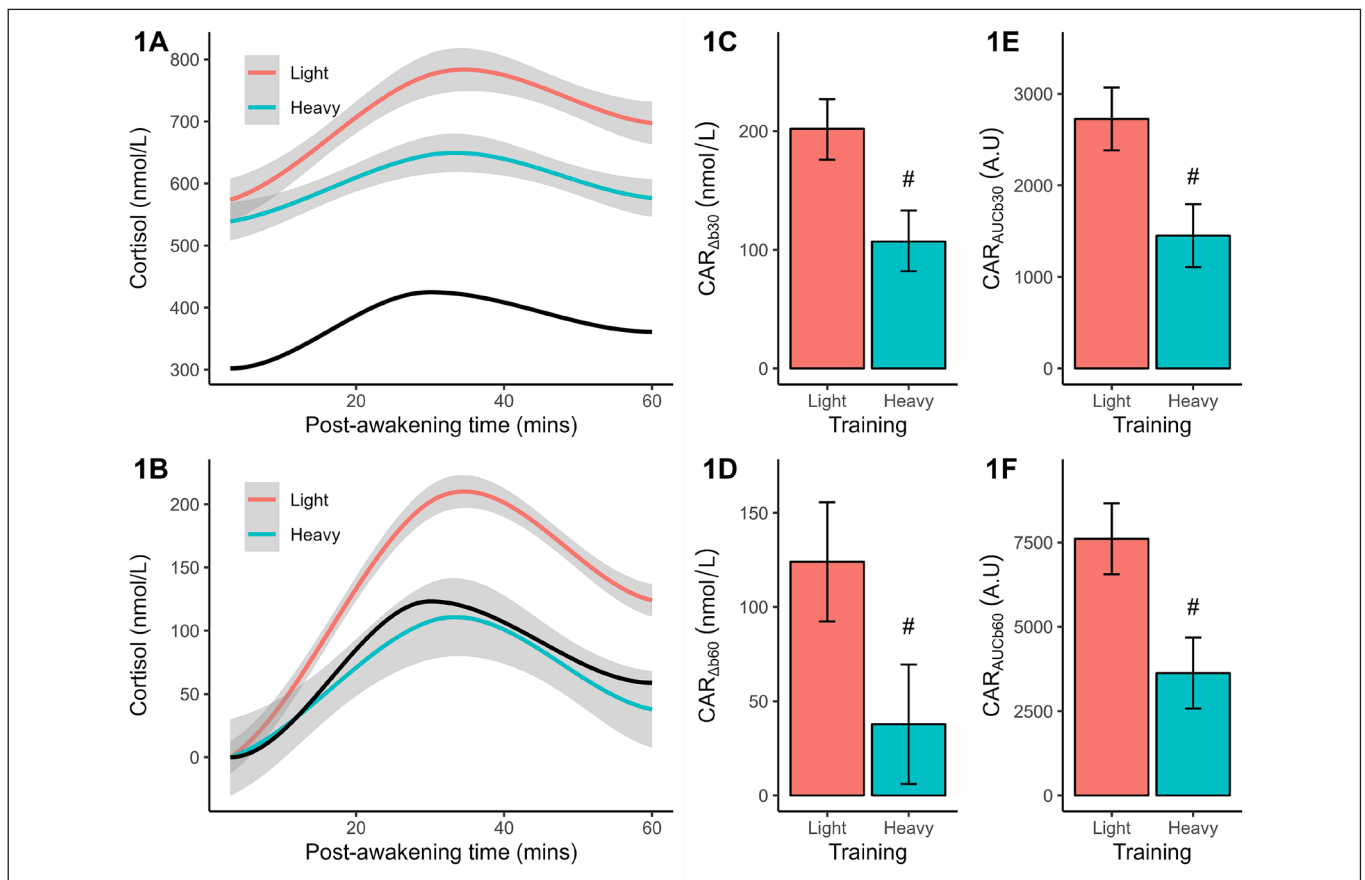 1A
Cortisol (nmol/L)
800
700
600
500
400
300
Light
Heavy
20
40
60
Post-awakening time (mins)
1C
CARΔb30 (nmol/L)
200
100
0
#
Light
Heavy
Training
1E
CARAUCb30 (A.U)
3000
2000
1000
0
#
Light
Heavy
Training
1B
Cortisol (nmol/L)
200
150
100
50
0
Light
Heavy
20
40
60
Post-awakening time (mins)
1D
CARΔb60 (nmol/L)
150
100
50
0
#
Light
Heavy
Training
1F
CARAUCb60 (A.U)
7500
5000
2500
0
#
Light
Heavy
Training